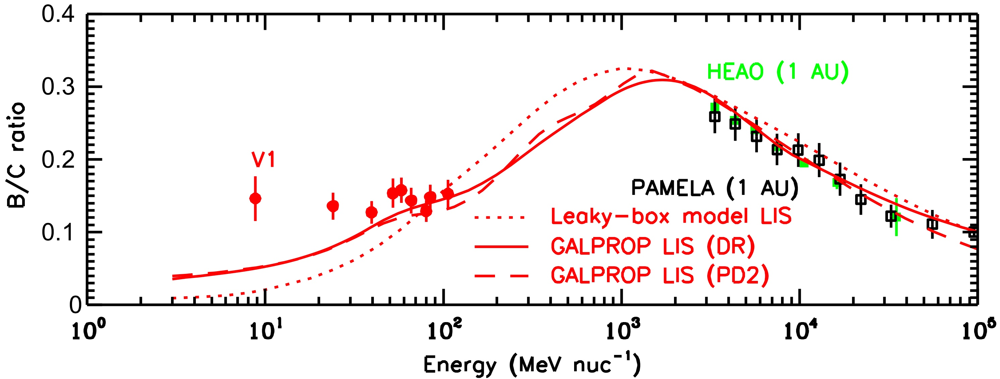 0.4
0.3
0.2
0.1
0
B/C ratio
HEAO (1 AU)
V1
PAMELA (1 AU)
Leaky-box model LIS
GALPROP LIS (DR)
GALPROP LIS (PD2)
10⁰ 10¹ 10² 10³ 10⁴ 10⁵
Energy (MeV nuc⁻¹)